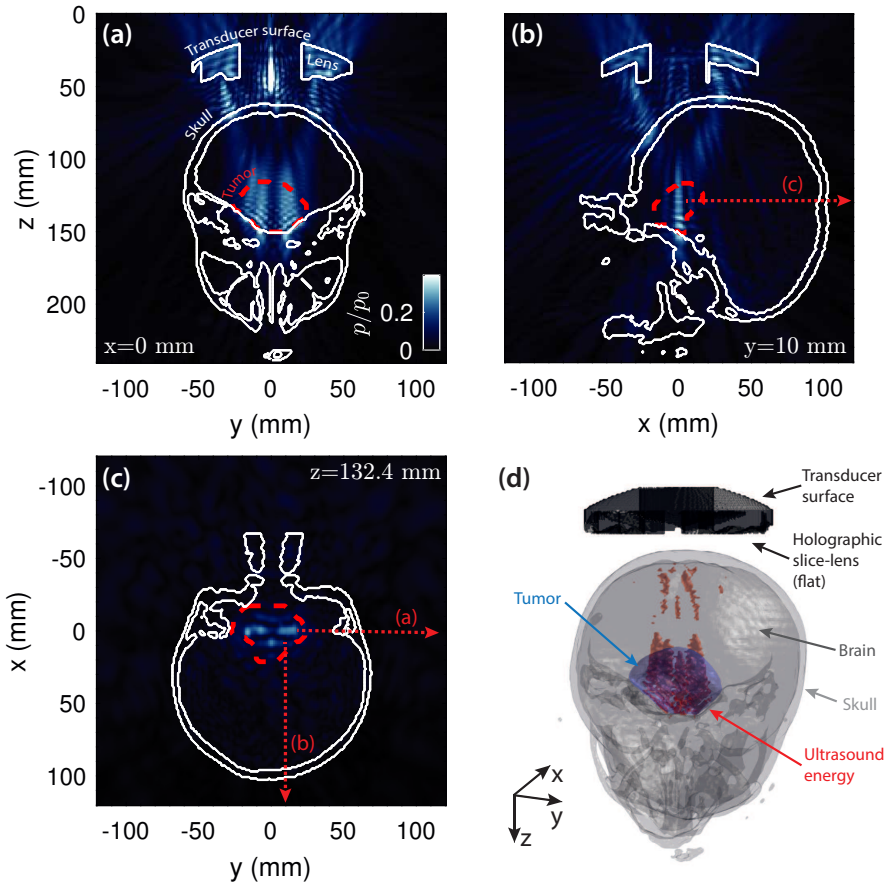 (a)
Transducer surface
Lens
Skull
Tumor
0
50
100
150
200
z (mm)
0.2
0
p/p₀
x=0 mm
-100
-50
0
50
100
y (mm)
(b)
(c)
y=10 mm
-100
-50
0
50
100
x (mm)
(c)
z=132.4 mm
-100
-50
0
50
100
x (mm)
(a)
(b)
-100
-50
0
50
100
y (mm)
(d)
Transducer
surface
Holographic
slice-lens
(flat)
Tumor
Brain
Skull
Ultrasound
energy
x
y
z